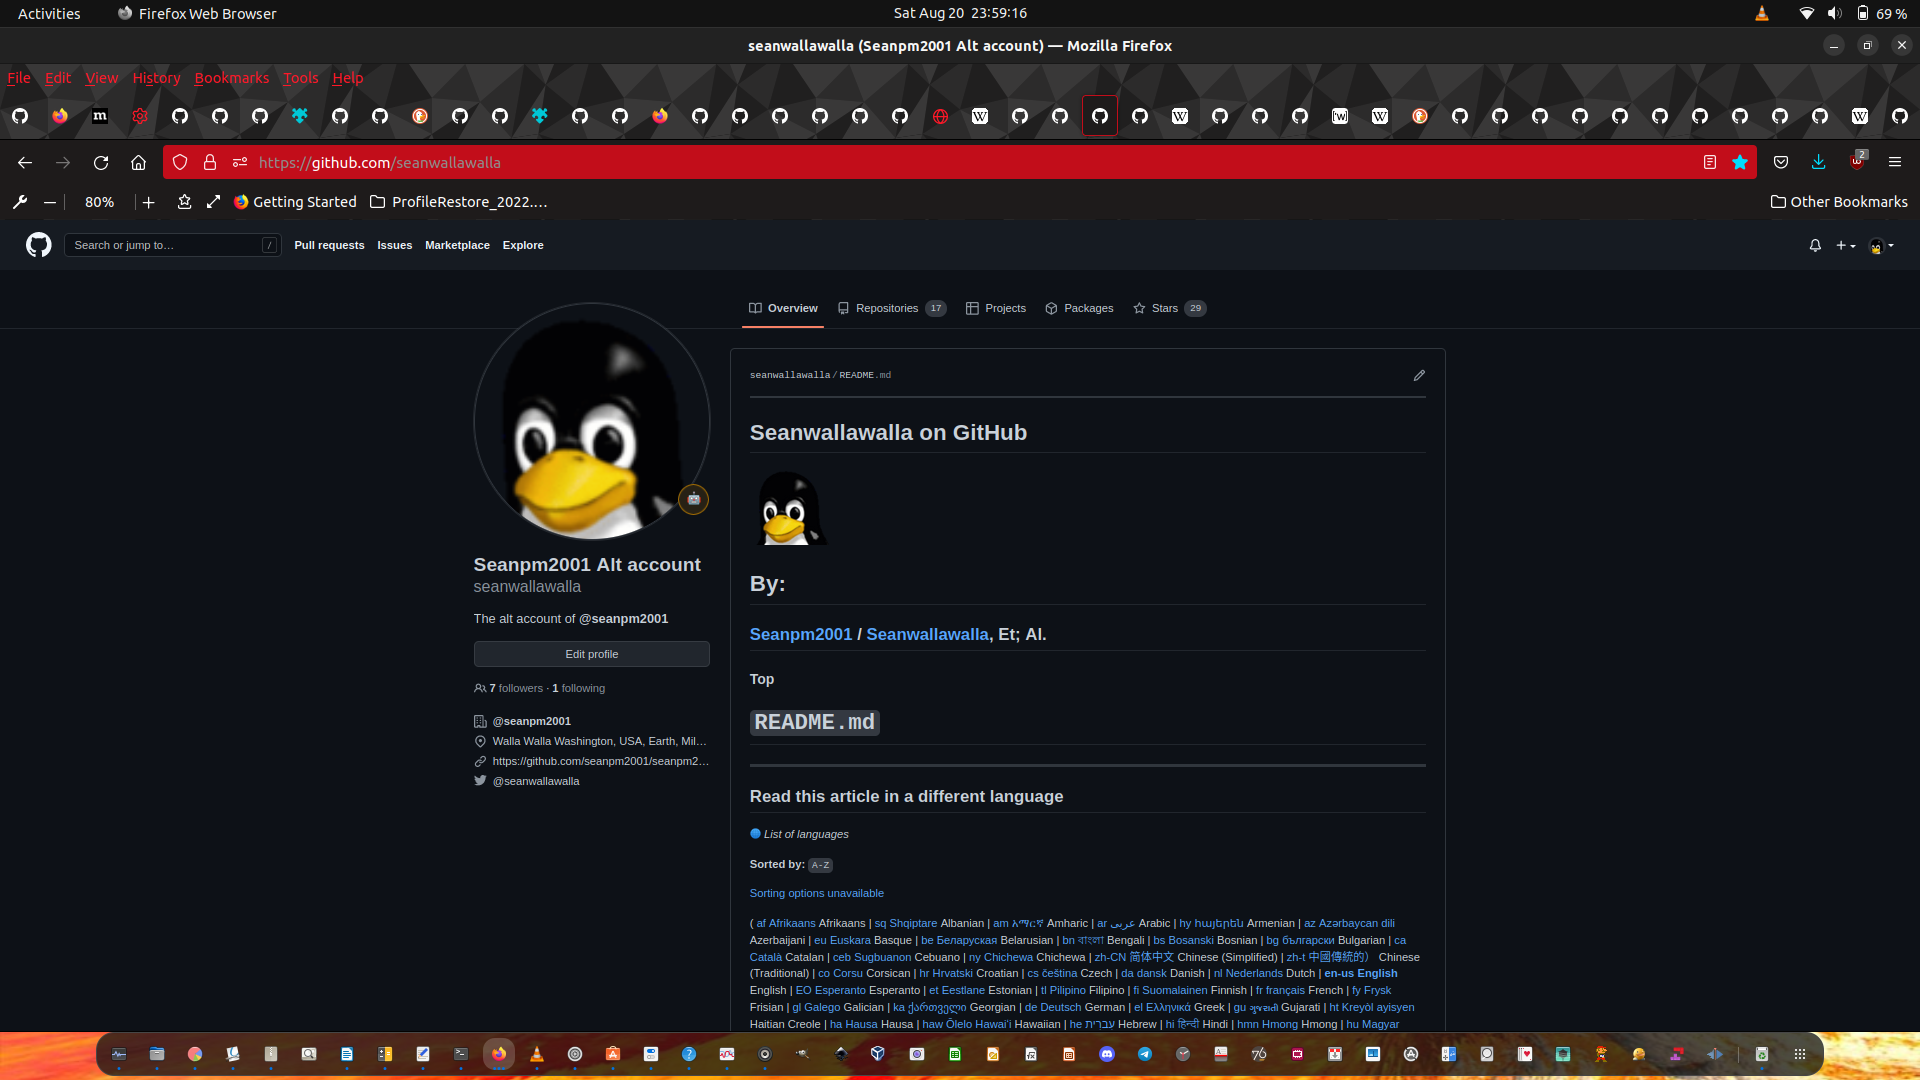 Activities
Firefox Web Browser
Sat Aug 20 23:59:16
69 %
seanwallawalla (Seanpm2001 Alt account) — Mozilla Firefox
File Edit View History Bookmarks Tools Help
https://github.com/seanwallawalla
2
80%
Getting Started
ProfileRestore_2022.…
Other Bookmarks
Search or jump to…
/
Pull requests
Issues
Marketplace
Explore
Overview
Repositories 17
Projects
Packages
Stars 29
seanwallawalla/README.md
Seanwallawalla on GitHub
Seanpm2001 Alt account
seanwallawalla
The alt account of @seanpm2001
Edit profile
7 followers · 1 following
@seanpm2001
Walla Walla Washington, USA, Earth, Mil…
https://github.com/seanpm2001/seanpm2…
@seanwallawalla
By:
Seanpm2001 / Seanwallawalla, Et; Al.
Top
README.md
Read this article in a different language
List of languages
Sorted by: A-Z
Sorting options unavailable
( af Afrikaans Afrikaans | sq Shqiptare Albanian | am አማርኛ Amharic | ar عربى Arabic | hy հայերեն Armenian | az Azərbaycan dili
Azerbaijani | eu Euskara Basque | be Беларуская Belarusian | bn বাংলা Bengali | bs Bosanski Bosnian | bg български Bulgarian | ca
Català Catalan | ceb Sugbuanon Cebuano | ny Chichewa Chichewa | zh-CN 简体中文 Chinese (Simplified) | zh-t 中國傳統的） Chinese
(Traditional) | co Corsu Corsican | hr Hrvatski Croatian | cs čeština Czech | da dansk Danish | nl Nederlands Dutch | en-us English
English | EO Esperanto Esperanto | et Eestlane Estonian | tl Pilipino Filipino | fi Suomalainen Finnish | fr français French | fy Frysk
Frisian | gl Galego Galician | ka ქართველი Georgian | de Deutsch German | el Ελληνικά Greek | gu ગુજરાતી Gujarati | ht Kreyòl ayisyen
Haitian Creole | ha Hausa Hausa | haw Ōlelo Hawaiʻi Hawaiian | he עִברִית Hebrew | hi हिन्दी Hindi | hmn Hmong Hmong | hu Magyar